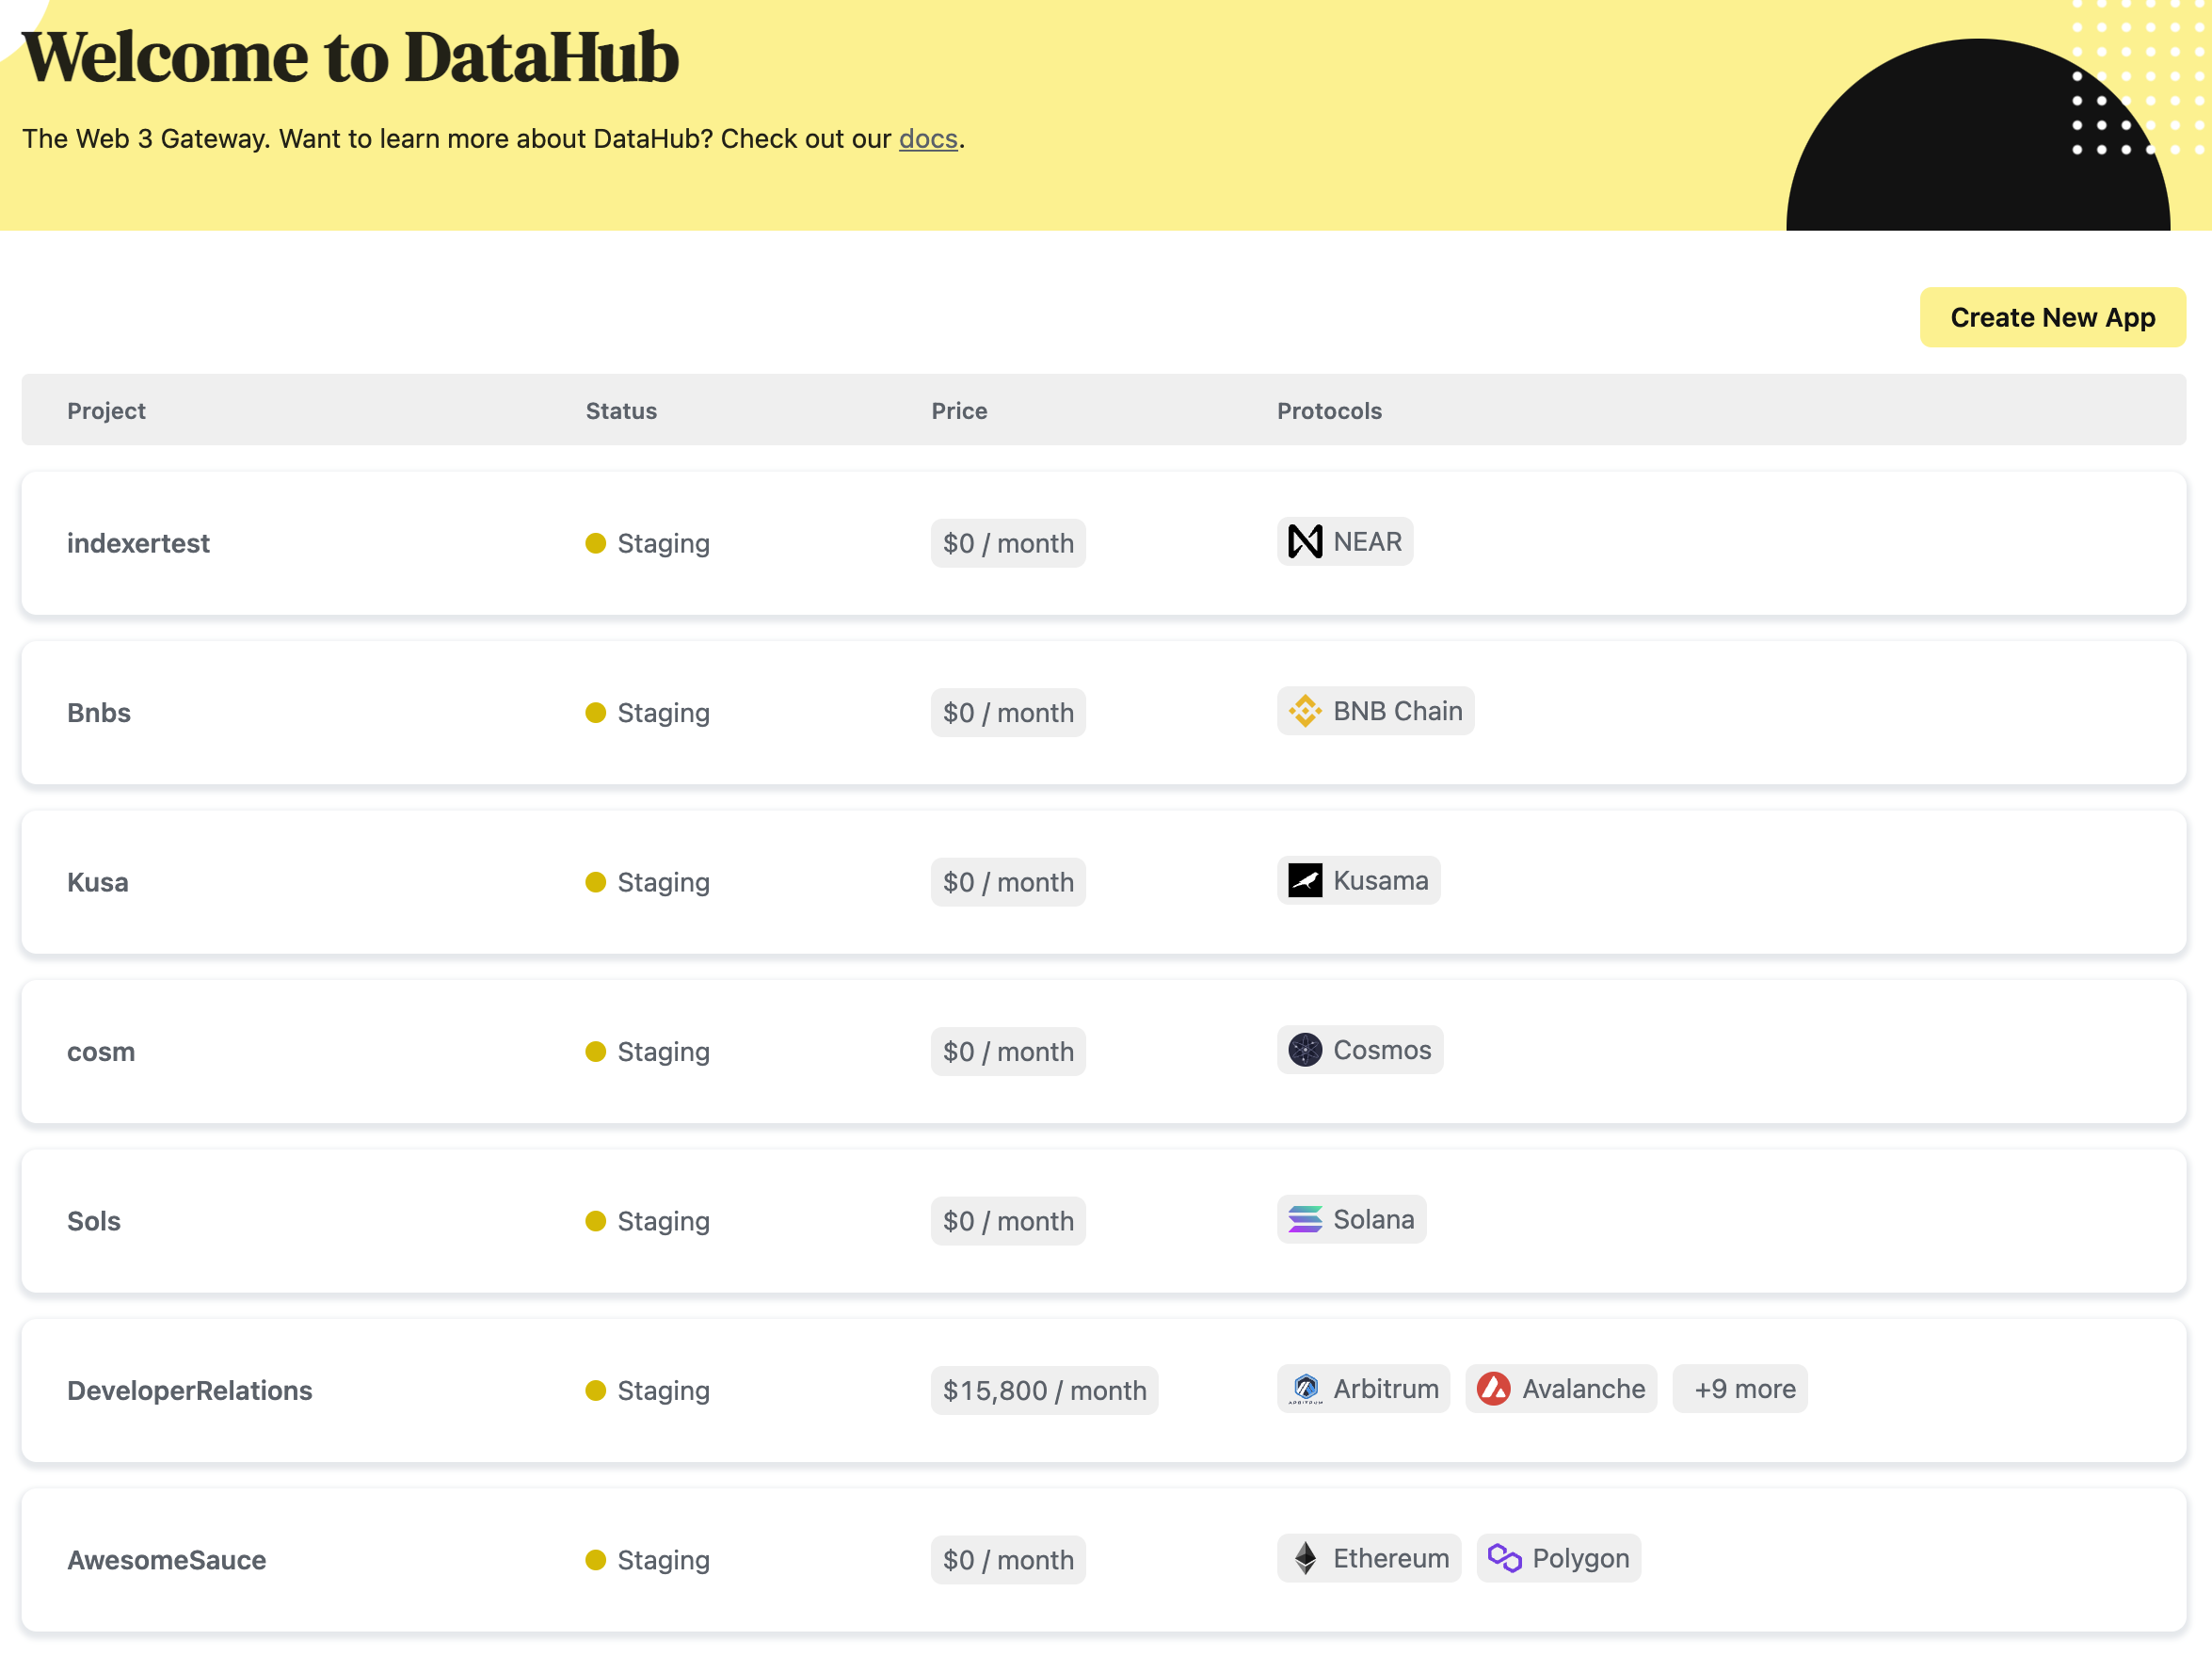 Welcome to DataHub
The Web 3 Gateway. Want to learn more about DataHub? Check out our docs.
Create New App
Project Status Price Protocols
indexertest Staging $0 / month NEAR
Bnbs Staging $0 / month BNB Chain
Kusa Staging $0 / month Kusama
cosm Staging $0 / month Cosmos
Sols Staging $0 / month Solana
DeveloperRelations Staging $15,800 / month Arbitrum Avalanche +9 more
AwesomeSauce Staging $0 / month Ethereum Polygon